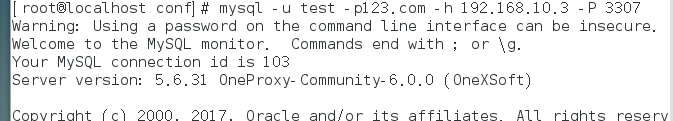 [root@localhost conf]# mysql -u test -p123.com -h 192.168.10.3 -P 3307
Warning: Using a password on the command line interface can be insecure.
Welcome to the MySQL monitor.  Commands end with ; or \g.
Your MySQL connection id is 103
Server version: 5.6.31 OneProxy-Community-6.0.0 (OneXSoft)
Copyright (c) 2000, 2017, Oracle and/or its affiliates. All rights reserv